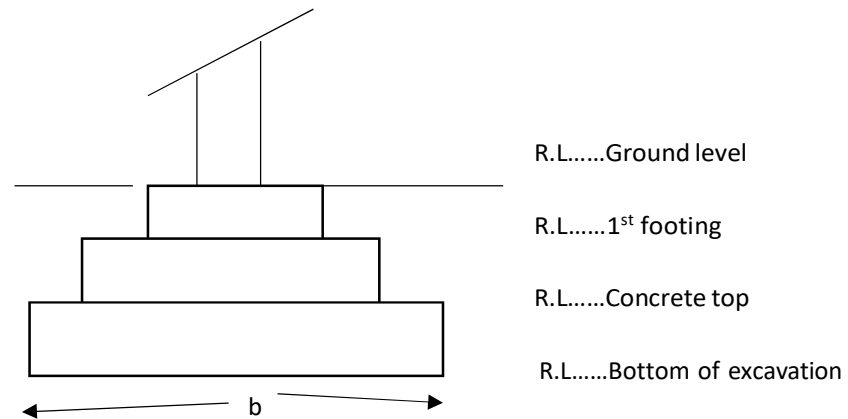 R.L......Ground level
R.L......1st footing
R.L......Concrete top
R.L......Bottom of excavation
b